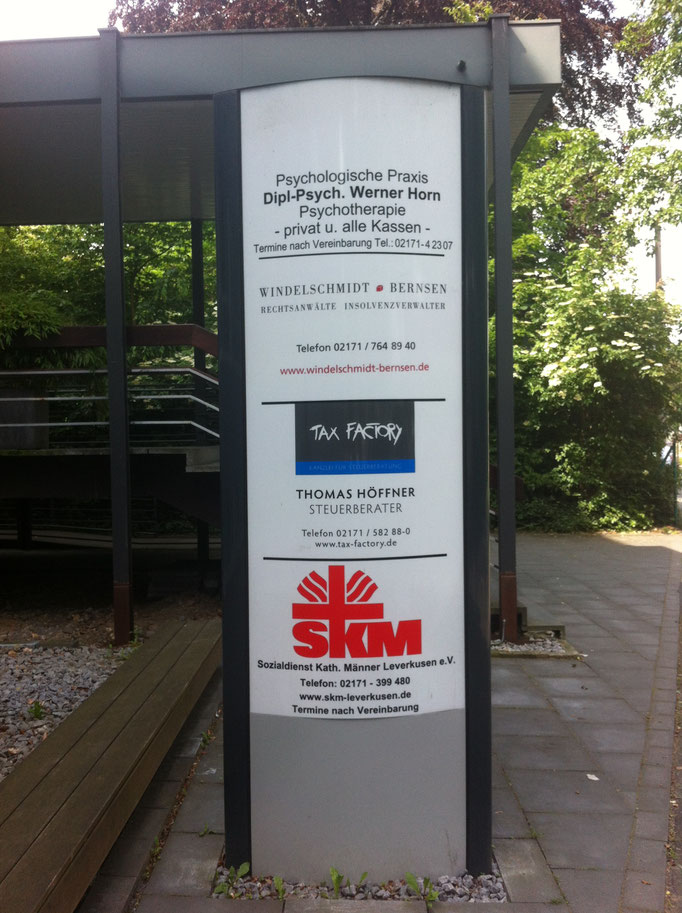 Psychologische Praxis
Dipl-Psych. Werner Horn
Psychotherapie
- privat u. alle Kassen -
Termine nach Vereinbarung Tel.: 02171- 4 23 07
WINDELSCHMIDT BERNSEN
RECHTSANWÄLTE INSOLVENZVERWALTER
Telefon 02171 / 764 89 40
www.windelschmidt-bernsen.de
TAX FACTORY
KANZLEI FÜR STEUERBERATUNG
THOMAS HÖFFNER
STEUERBERATER
Telefon 02171 / 582 88-0
www.tax-factory.de
SKM
Sozialdienst Kath. Männer Leverkusen e.V.
Telefon: 02171 - 399 480
www.skm-leverkusen.de
Termine nach Vereinbarung